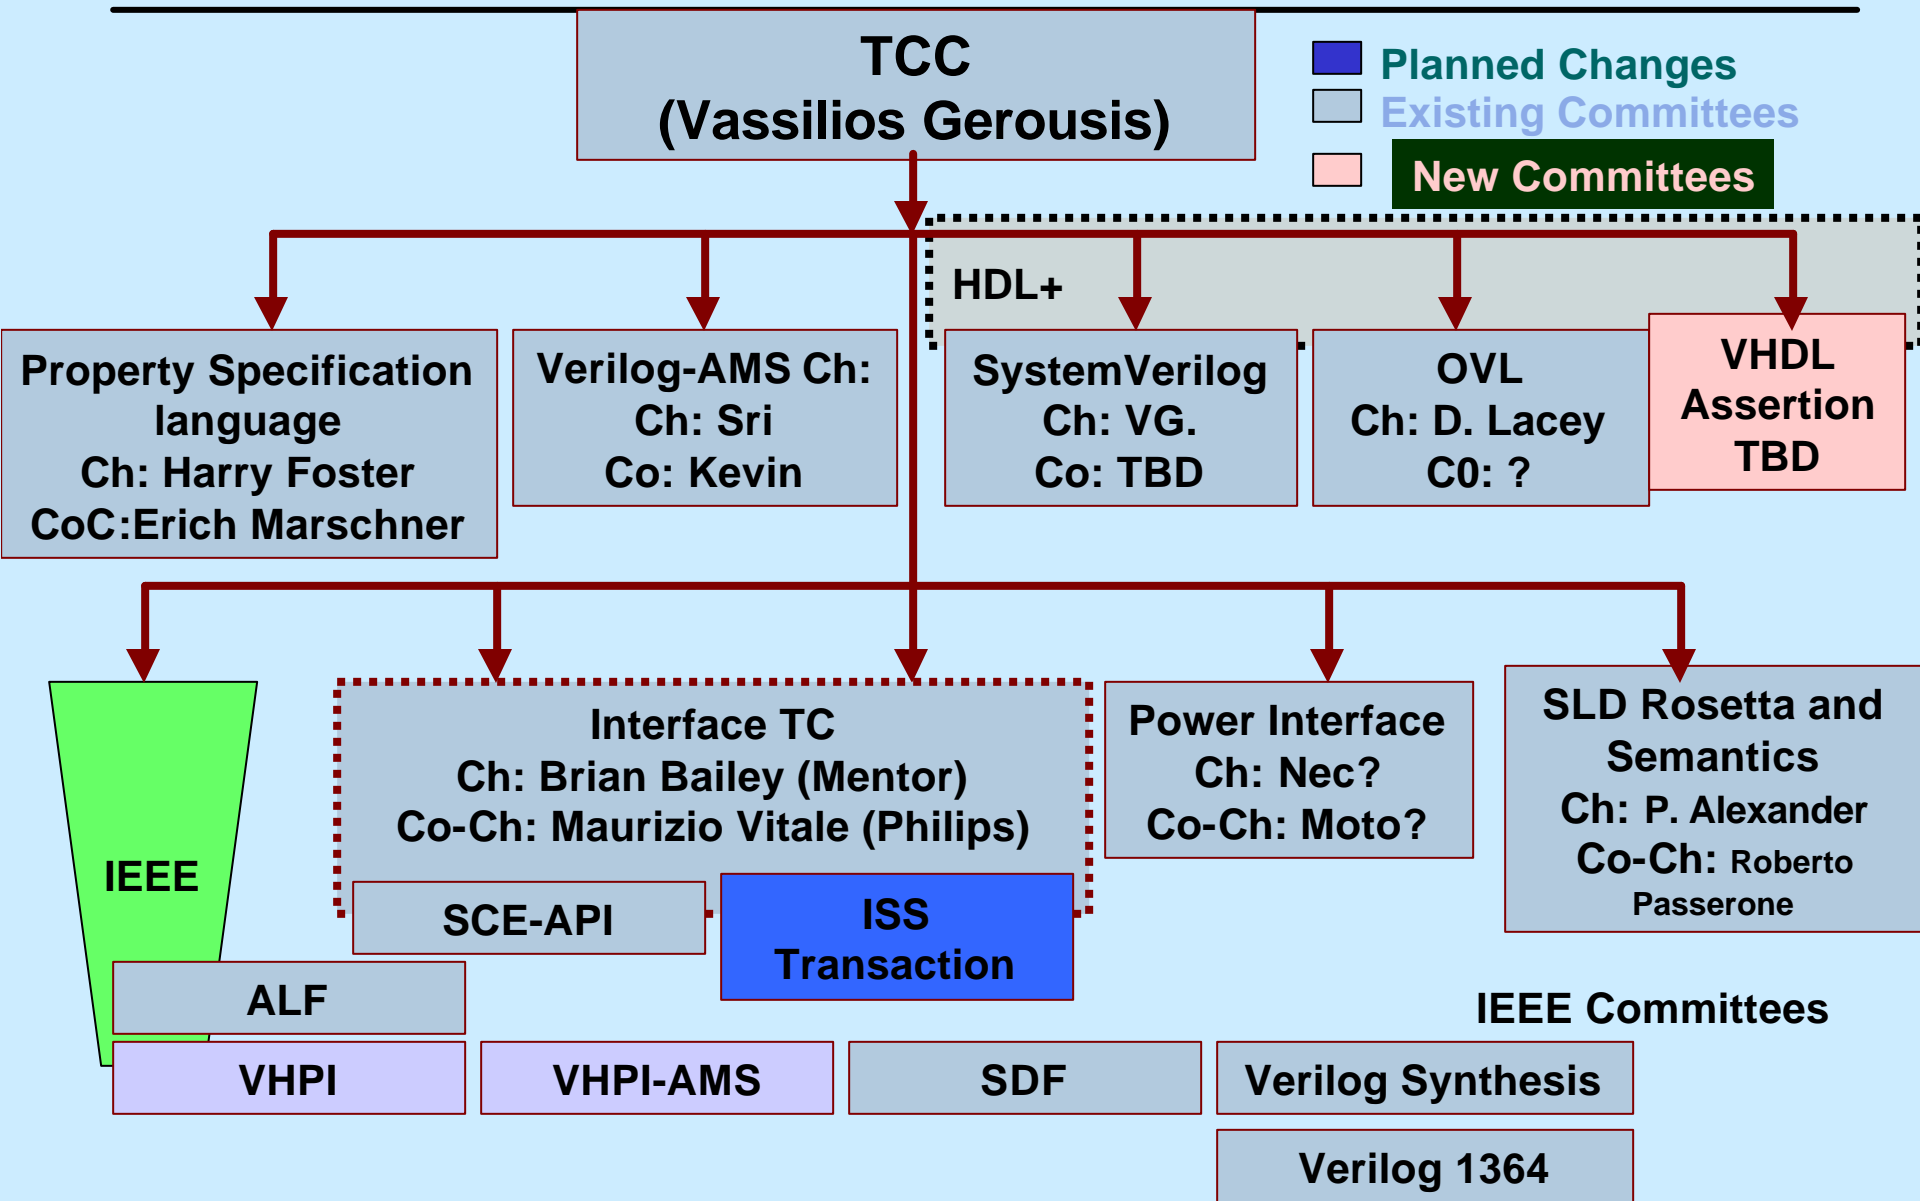 TCC
(Vassilios Gerousis)
Planned Changes
Existing Committees
New Committees
HDL+
Property Specification
language
Ch: Harry Foster
CoC:Erich Marschner
Verilog-AMS Ch:
Ch: Sri
Co: Kevin
SystemVerilog
Ch: VG.
Co: TBD
OVL
Ch: D. Lacey
C0: ?
VHDL
Assertion
TBD
IEEE
Interface TC
Ch: Brian Bailey (Mentor)
Co-Ch: Maurizio Vitale (Philips)
SCE-API
ISS
Transaction
Power Interface
Ch: Nec?
Co-Ch: Moto?
SLD Rosetta and
Semantics
Ch: P. Alexander
Co-Ch: Roberto
Passerone
ALF
IEEE Committees
VHPI
VHPI-AMS
SDF
Verilog Synthesis
Verilog 1364